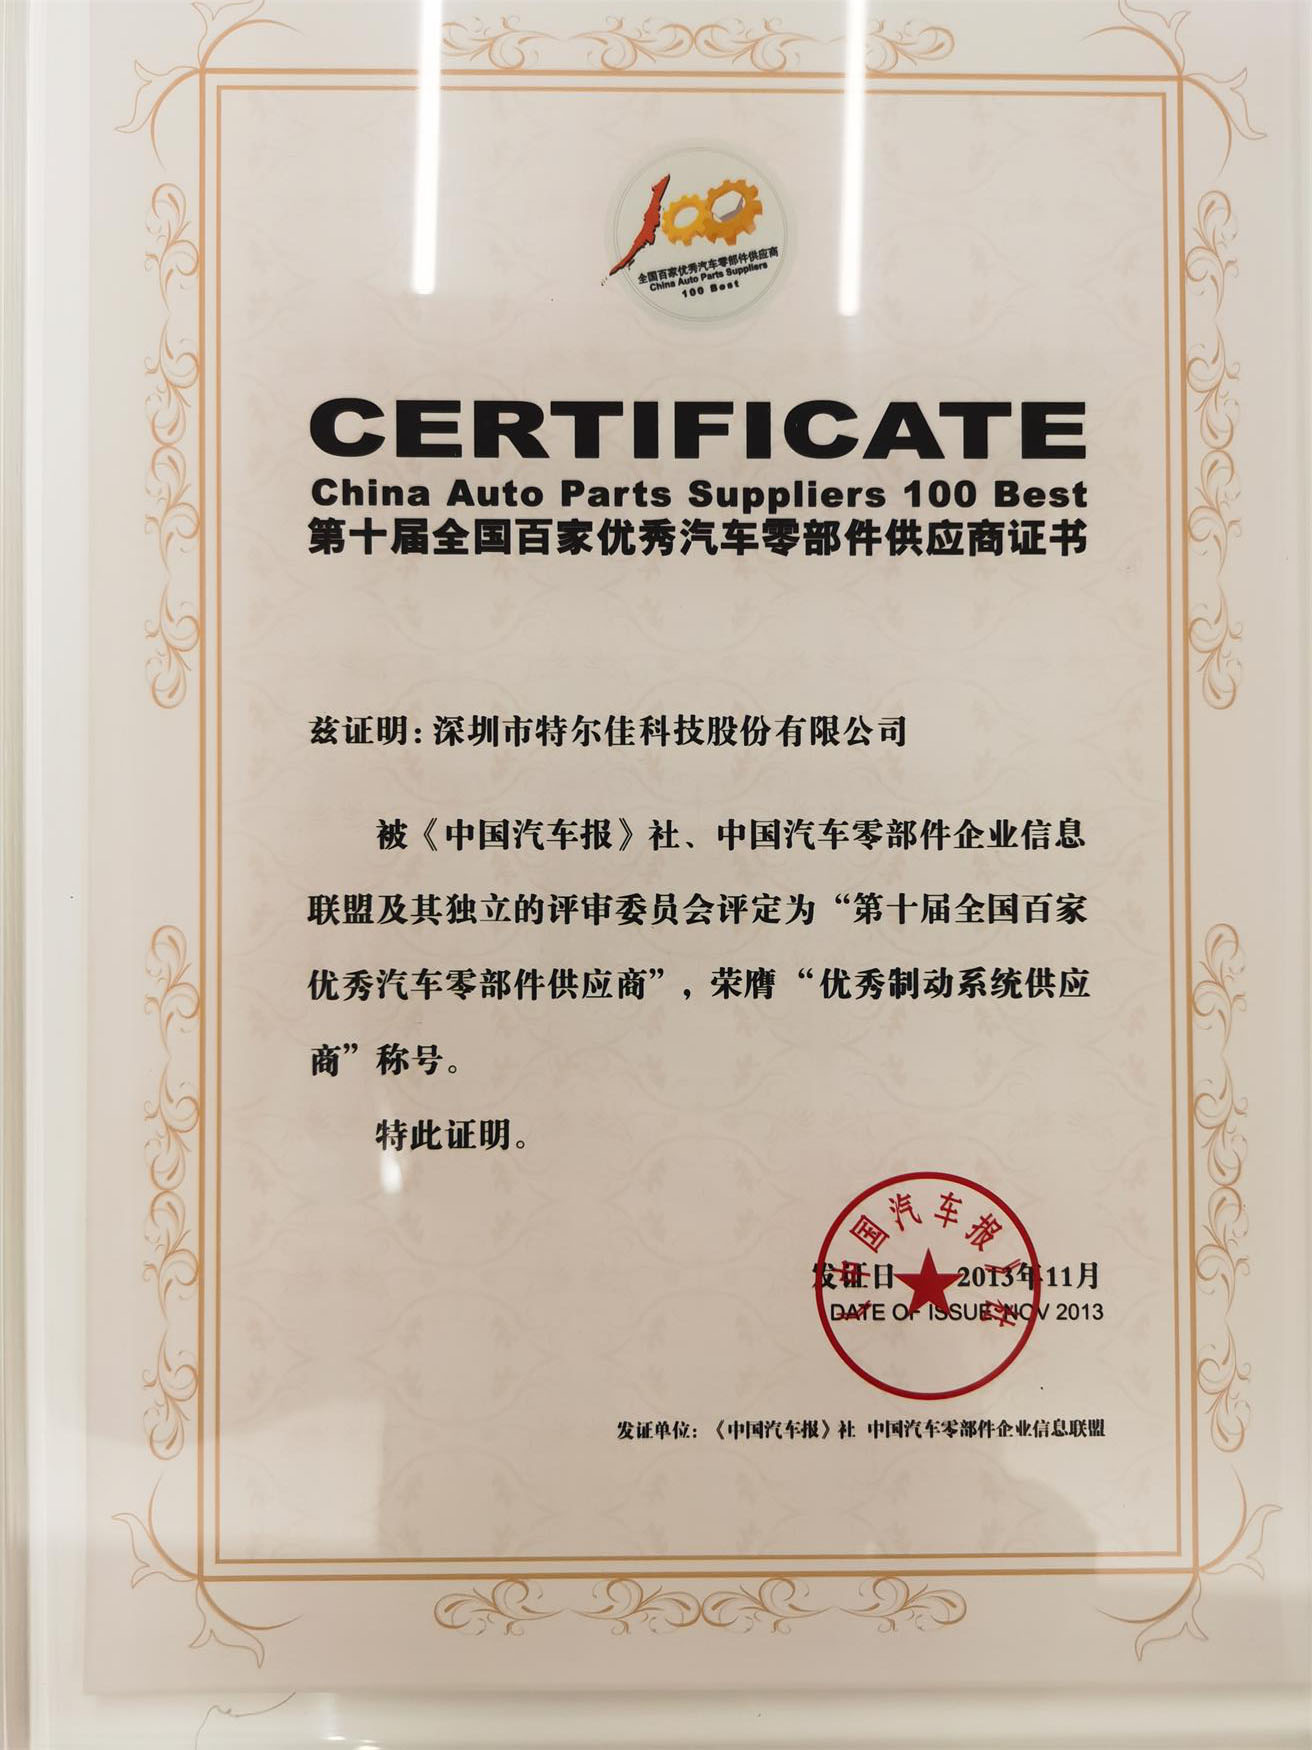 100
全国百家优秀汽车零部件供应商
China Auto Parts Suppliers
100 Best
CERTIFICATE
China Auto Parts Suppliers 100 Best
第十届全国百家优秀汽车零部件供应商证书
兹证明：深圳市特尔佳科技股份有限公司
被《中国汽车报》社、中国汽车零部件企业信息
联盟及其独立的评审委员会评定为“第十届全国百家
优秀汽车零部件供应商”，荣膺“优秀制动系统供应
商”称号。
特此证明。
《中国汽车报》社
发证日 2013年11月
DATE OF ISSUE NOV 2013
发证单位：《中国汽车报》社 中国汽车零部件企业信息联盟